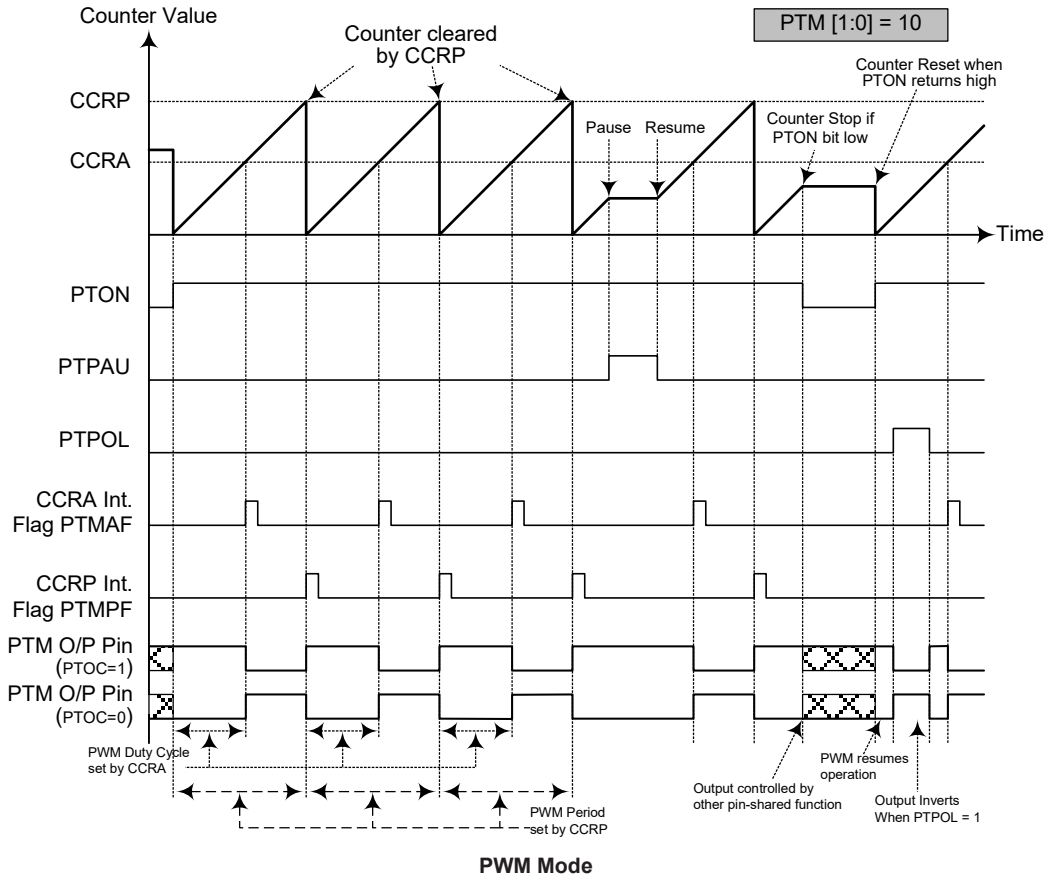 Counter Value
PTM [1:0] = 10
Counter cleared
by CCRP
Counter Reset when
PTON returns high
CCRP
Counter Stop if
PTON bit low
Pause
Resume
CCRA
Time
PTON
PTPAU
PTPOL
CCRA Int.
Flag PTMAF
CCRP Int.
Flag PTMPF
PTM O/P Pin
(PTOC=1)
PTM O/P Pin
(PTOC=0)
PWM Duty Cycle
set by CCRA
PWM resumes
operation
Output controlled by
other pin-shared function
Output Inverts
When PTPOL = 1
PWM Period
set by CCRP
PWM Mode